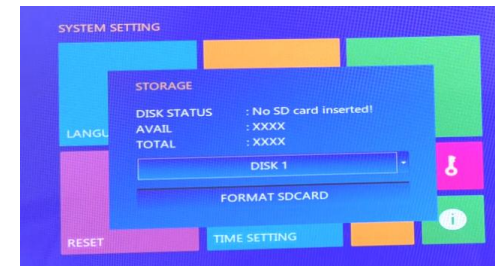 SYSTEM SETTING
STORAGE
DISK STATUS : No SD card inserted!
AVAIL : XXXX
TOTAL : XXXX
DISK 1
FORMAT SDCARD
LANGU
RESET
TIME SETTING